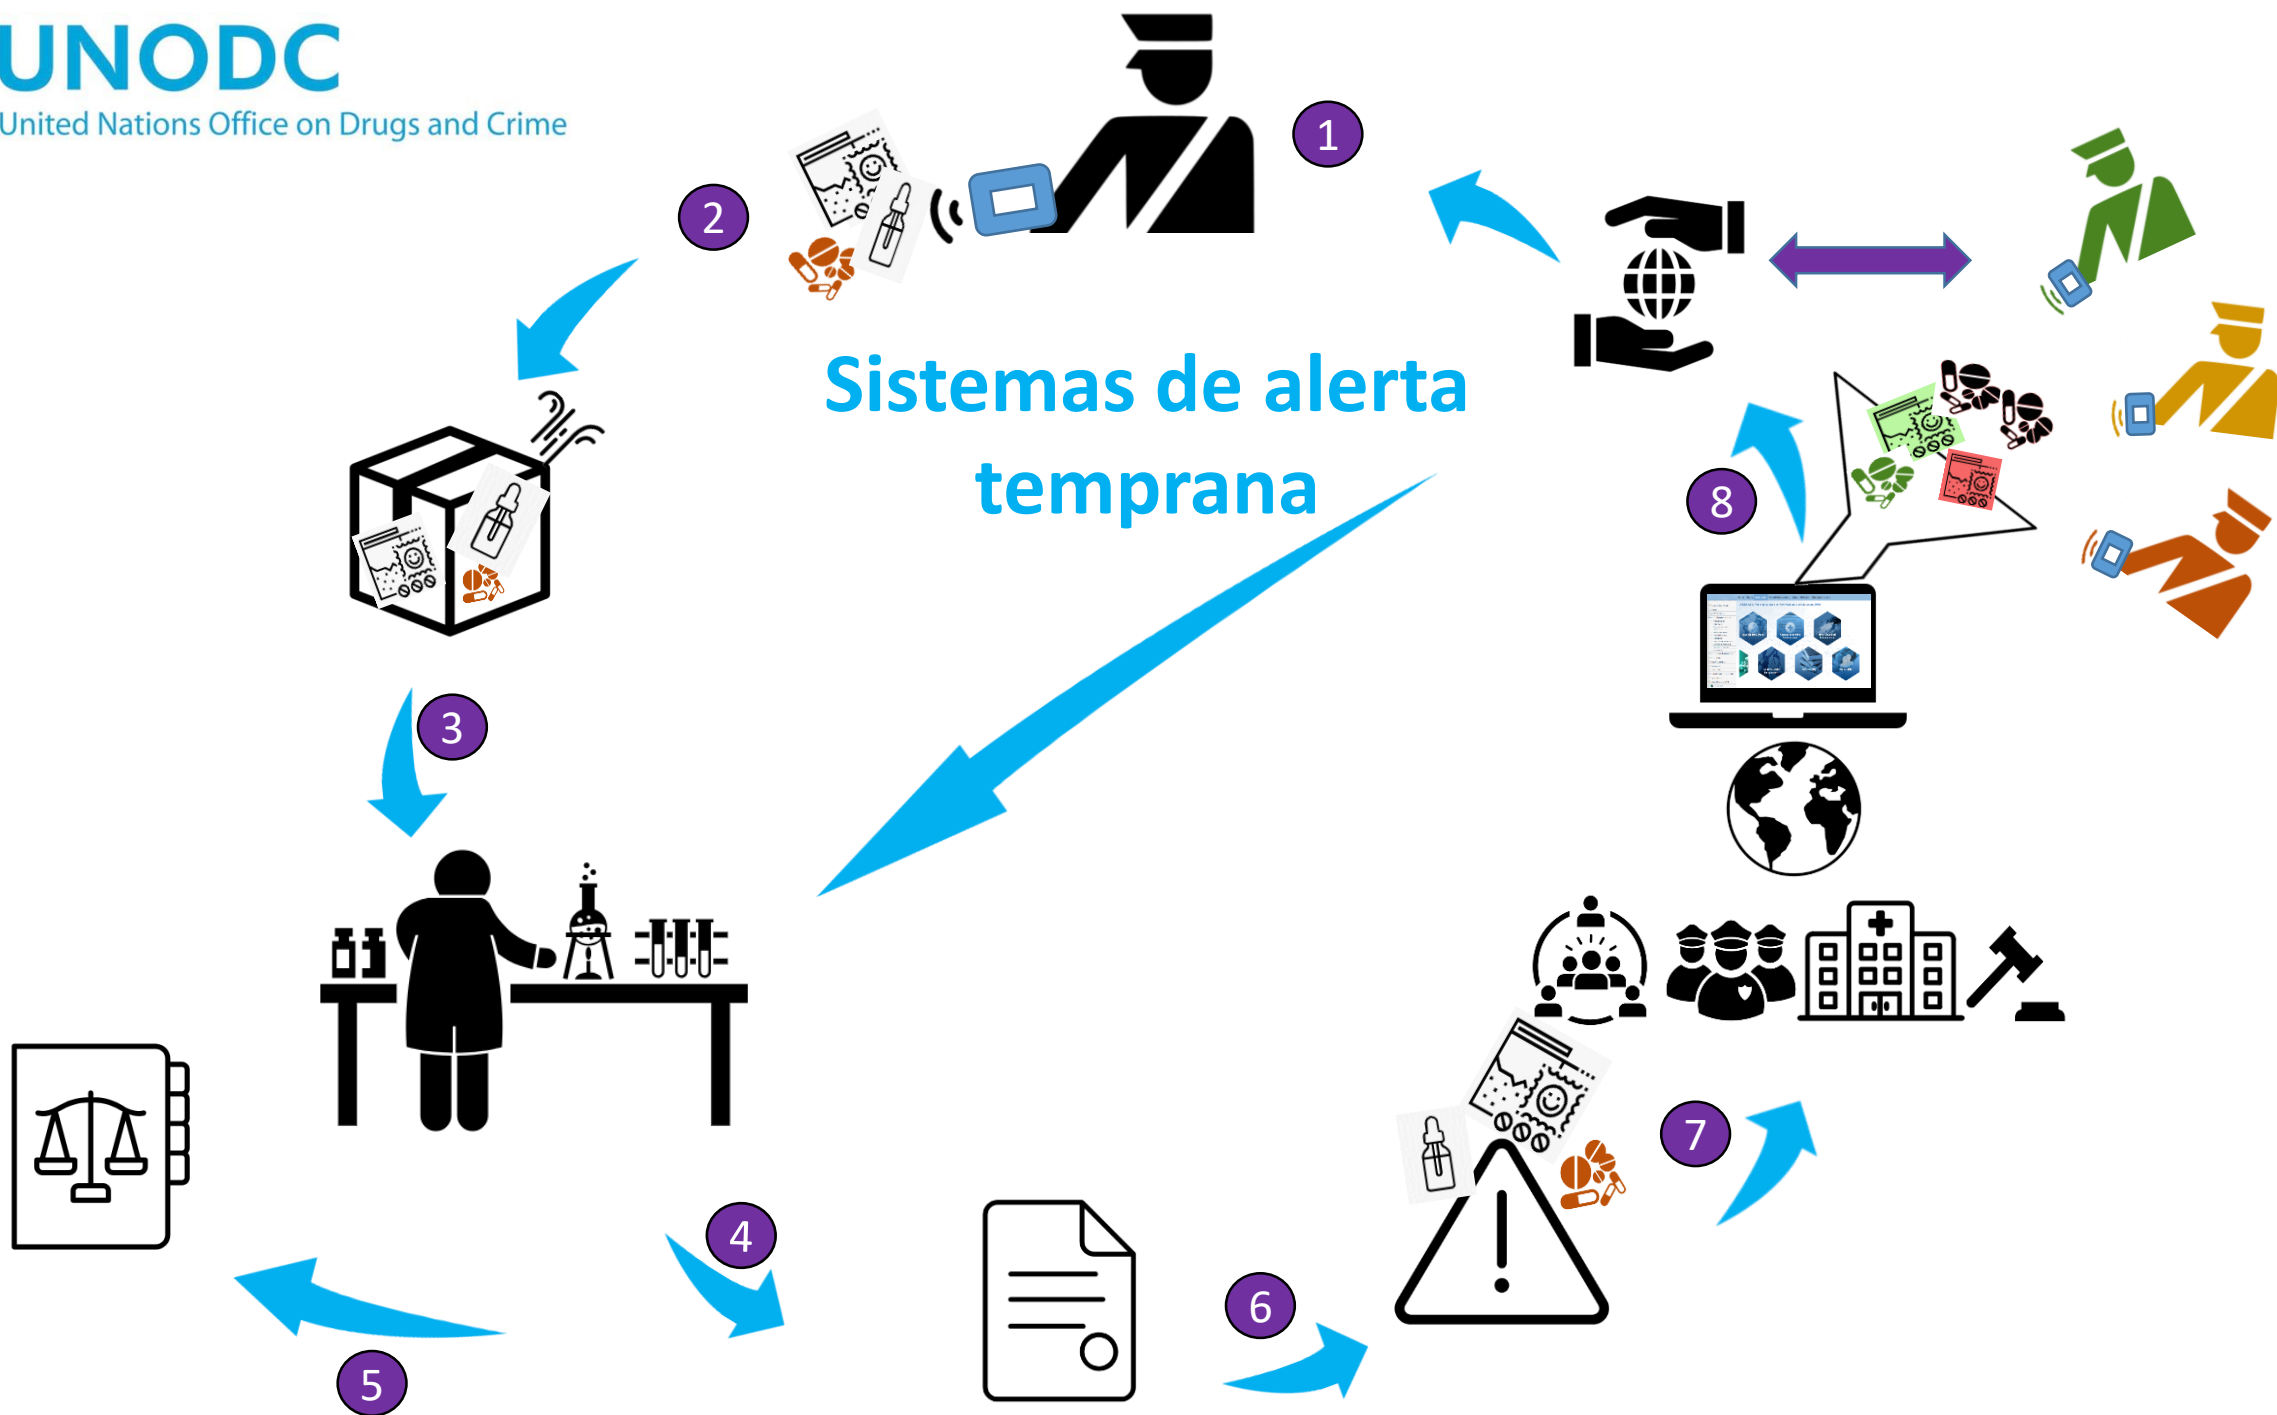 UNODC
United Nations Office on Drugs and Crime
1
2
Sistemas de alerta
temprana
8
3
7
4
6
5